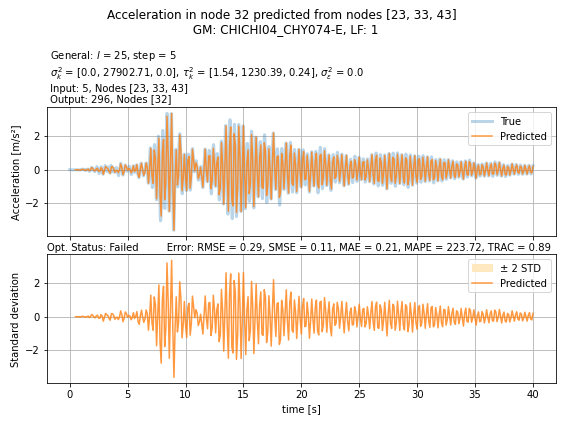 Acceleration in node 32 predicted from nodes [23, 33, 43]
GM: CHICHI04_CHY074-E, LF: 1
General: l = 25, step = 5
σ²ₖ = [0.0, 27902.71, 0.0], τ²ₖ = [1.54, 1230.39, 0.24], σ²ₑ = 0.0
Input: 5, Nodes [23, 33, 43]
Output: 296, Nodes [32]
Acceleration [m/s²]
2
0
−2
True
Predicted
Opt. Status: Failed Error: RMSE = 0.29, SMSE = 0.11, MAE = 0.21, MAPE = 223.72, TRAC = 0.89
Standard deviation
2
0
−2
± 2 STD
Predicted
0 5 10 15 20 25 30 35 40
time [s]